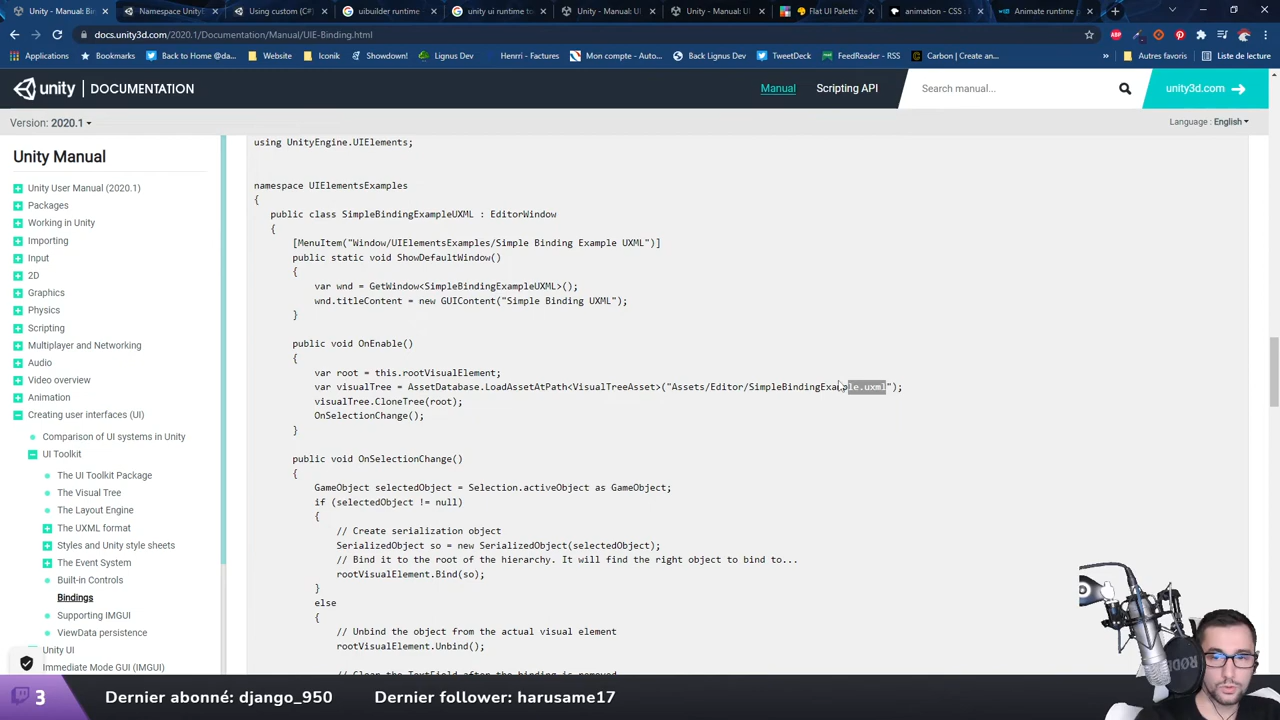 Unity - Manual: Bin
Namespace UnityEn
Using custom (C#)
uibuilder runtime
unity ui runtime to
Unity - Manual: UI
Unity - Manual: UI
Flat UI Palette
animation - CSS :
Animate runtime
docs.unity3d.com/2020.1/Documentation/Manual/UIE-Binding.html
Applications
Bookmarks
Back to Home @da...
Website
Iconik
Showdown!
Lignus Dev
Henrri - Factures
Mon compte - Auto...
Back Lignus Dev
TweetDeck
FeedReader - RSS
Carbon | Create an...
»
Autres favoris
Liste de lecture
unity | DOCUMENTATION
Manual
Scripting API
Search manual...
unity3d.com
Version: 2020.1
Language : English
Unity Manual
Unity User Manual (2020.1)
Packages
Working in Unity
Importing
Input
2D
Graphics
Physics
Scripting
Multiplayer and Networking
Audio
Video overview
Animation
Creating user interfaces (UI)
Comparison of UI systems in Unity
UI Toolkit
The UI Toolkit Package
The Visual Tree
The Layout Engine
The UXML format
Styles and Unity style sheets
The Event System
Built-in Controls
Bindings
Supporting IMGUI
ViewData persistence
Unity UI
Immediate Mode GUI (IMGUI)
using UnityEngine.UIElements;
namespace UIElementsExamples
{
public class SimpleBindingExampleUXML : EditorWindow
{
[MenuItem("Window/UIElementsExamples/Simple Binding Example UXML")]
public static void ShowDefaultWindow()
{
var wnd = GetWindow<SimpleBindingExampleUXML>();
wnd.titleContent = new GUIContent("Simple Binding UXML");
}
public void OnEnable()
{
var root = this.rootVisualElement;
var visualTree = AssetDatabase.LoadAssetAtPath<VisualTreeAsset>("Assets/Editor/SimpleBindingExample.uxml");
visualTree.CloneTree(root);
OnSelectionChange();
}
public void OnSelectionChange()
{
GameObject selectedObject = Selection.activeObject as GameObject;
if (selectedObject != null)
{
// Create serialization object
SerializedObject so = new SerializedObject(selectedObject);
// Bind it to the root of the hierarchy. It will find the right object to bind to...
rootVisualElement.Bind(so);
}
else
{
// Unbind the object from the actual visual element
rootVisualElement.Unbind();
// Clear the TextField after the binding is removed
RODE
3
Dernier abonné: django_950
Dernier follower: harusame17